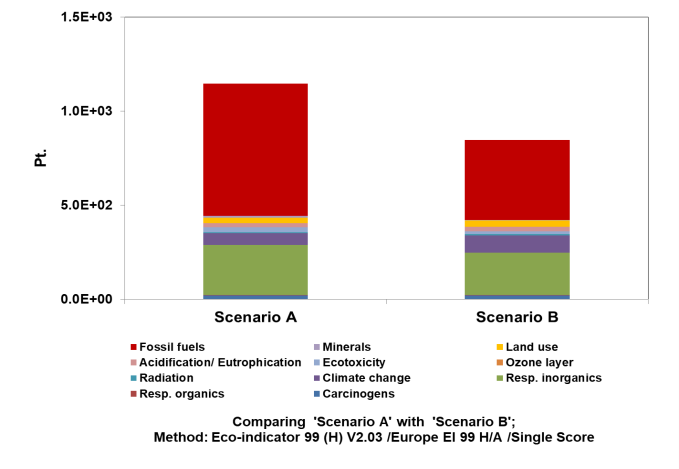 1.5E+03
1.0E+03
Pt.
5.0E+02
0.0E+00
Scenario A
Scenario B
Fossil fuels
Minerals
Land use
Acidification/ Eutrophication
Ecotoxicity
Ozone layer
Radiation
Climate change
Resp. inorganics
Resp. organics
Carcinogens
Comparing 'Scenario A' with 'Scenario B';
Method: Eco-indicator 99 (H) V2.03 /Europe EI 99 H/A /Single Score